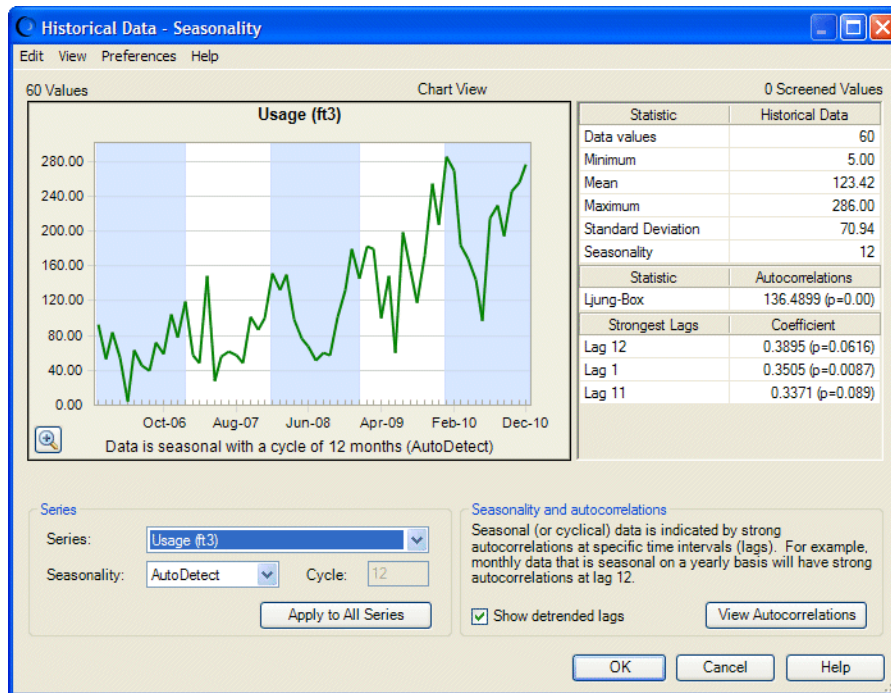 Historical Data - Seasonality
Edit View Preferences Help
60 Values Chart View 0 Screened Values
Usage (ft3)
280.00
240.00
200.00
160.00
120.00
80.00
40.00
0.00
Oct-06 Aug-07 Jun-08 Apr-09 Feb-10 Dec-10
Data is seasonal with a cycle of 12 months (AutoDetect)
Statistic Historical Data
Data values 60
Minimum 5.00
Mean 123.42
Maximum 286.00
Standard Deviation 70.94
Seasonality 12
Statistic Autocorrelations
Ljung-Box 136.4899 (p=0.00)
Strongest Lags Coefficient
Lag 12 0.3895 (p=0.0616)
Lag 1 0.3505 (p=0.0087)
Lag 11 0.3371 (p=0.089)
Series
Series: Usage (ft3)
Seasonality: AutoDetect Cycle: 12
Apply to All Series
Seasonality and autocorrelations
Seasonal (or cyclical) data is indicated by strong
autocorrelations at specific time intervals (lags). For example,
monthly data that is seasonal on a yearly basis will have strong
autocorrelations at lag 12.
Show detrended lags View Autocorrelations
OK Cancel Help